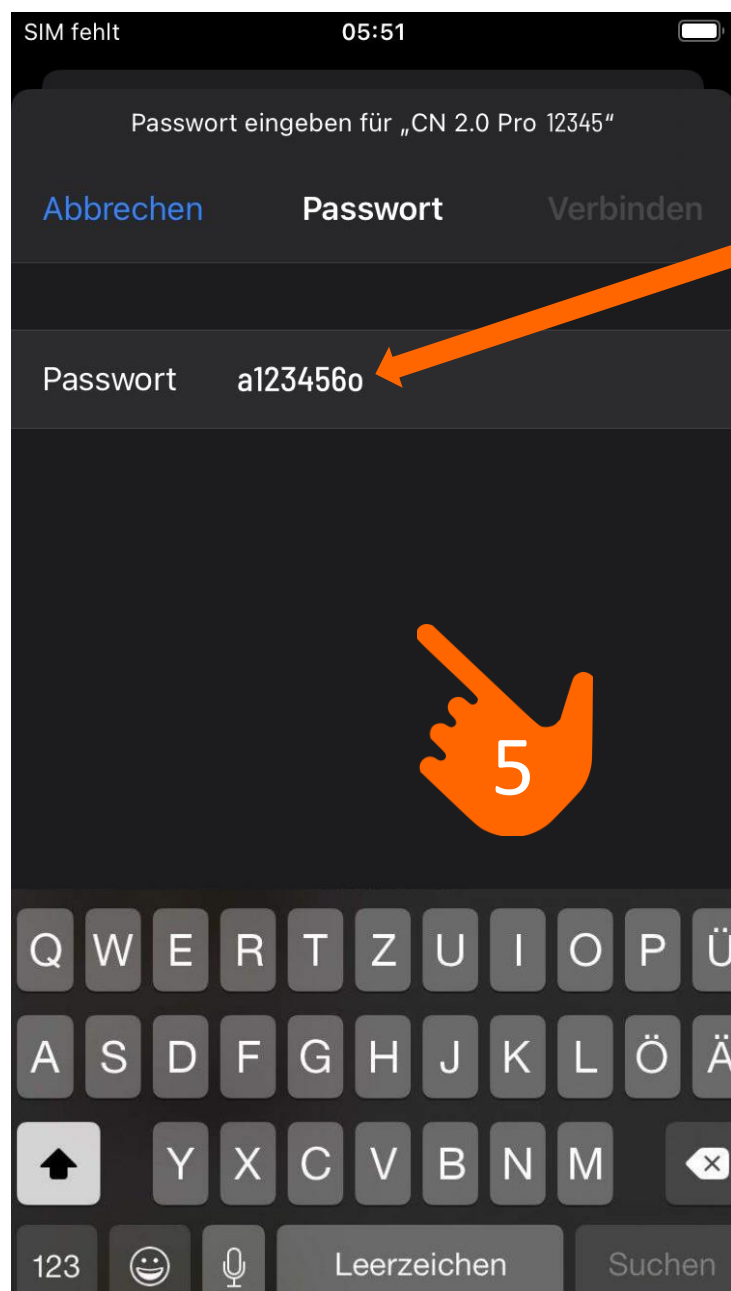 SIM fehlt 05:51
Passwort eingeben für „CN 2.0 Pro 12345“
Abbrechen Passwort Verbinden
Passwort a123456o
5
Q W E R T Z U I O P Ü
A S D F G H J K L Ö Ä
Y X C V B N M
123 Leerzeichen Suchen